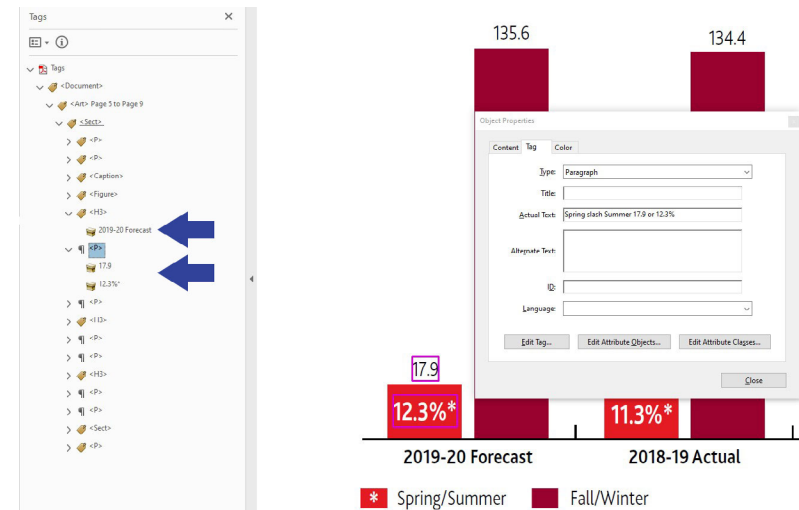 Tags
Tags
<Document>
<Art> Page 5 to Page 9
<Sect>
<P>
<P>
<Caption>
<Figure>
<H3>
2019-20 Forecast
<P>
17.9
12.3%*
<P>
<H3>
<P>
<P>
<H3>
<P>
<P>
<Sect>
<P>
135.6
134.4
Object Properties
Content Tag Color
Type: Paragraph
Title:
Actual Text: Spring slash Summer 17.9 or 12.3%
Alternate Text:
ID:
Language:
Edit Tag... Edit Attribute Objects... Edit Attribute Classes...
Close
17.9
12.3%*
11.3%*
2019-20 Forecast
2018-19 Actual
* Spring/Summer Fall/Winter